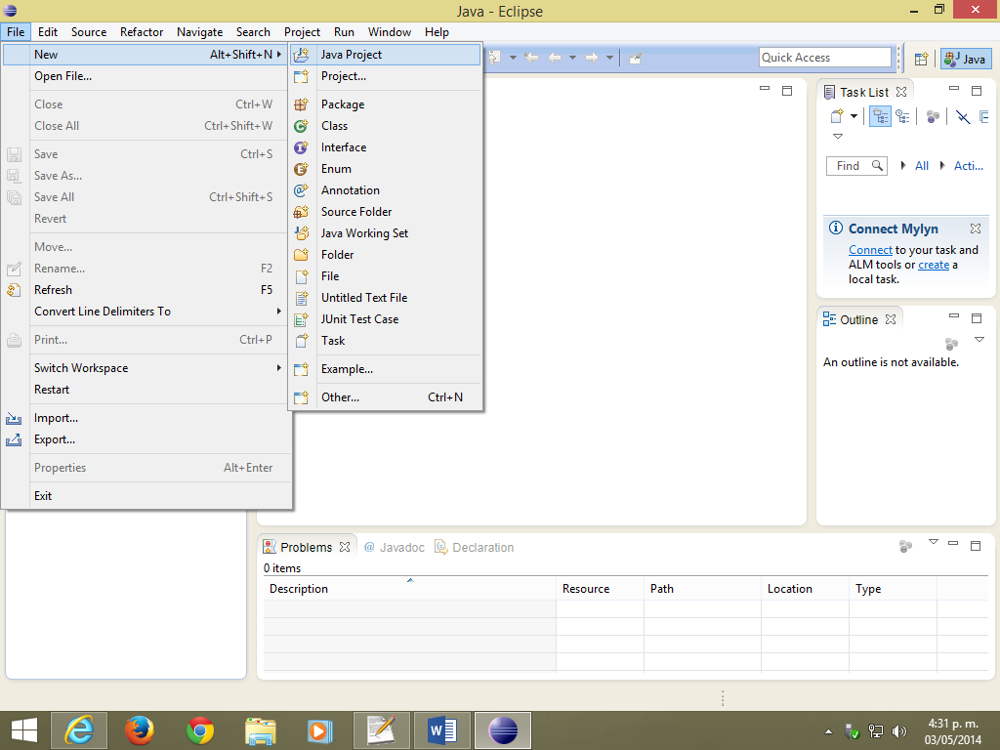 Java - Eclipse
File Edit Source Refactor Navigate Search Project Run Window Help
New Alt+Shift+N
Open File...
Close Ctrl+W
Close All Ctrl+Shift+W
Save Ctrl+S
Save As...
Save All Ctrl+Shift+S
Revert
Move...
Rename... F2
Refresh F5
Convert Line Delimiters To
Print... Ctrl+P
Switch Workspace
Restart
Import...
Export...
Properties Alt+Enter
Exit
Java Project
Project...
Package
Class
Interface
Enum
Annotation
Source Folder
Java Working Set
Folder
File
Untitled Text File
JUnit Test Case
Task
Example...
Other... Ctrl+N
Quick Access
Java
Task List
Find All Acti...
Connect Mylyn
Connect to your task and
ALM tools or create a
local task.
Outline
An outline is not available.
Problems @ Javadoc Declaration
0 items
Description Resource Path Location Type
4:31 p. m.
03/05/2014